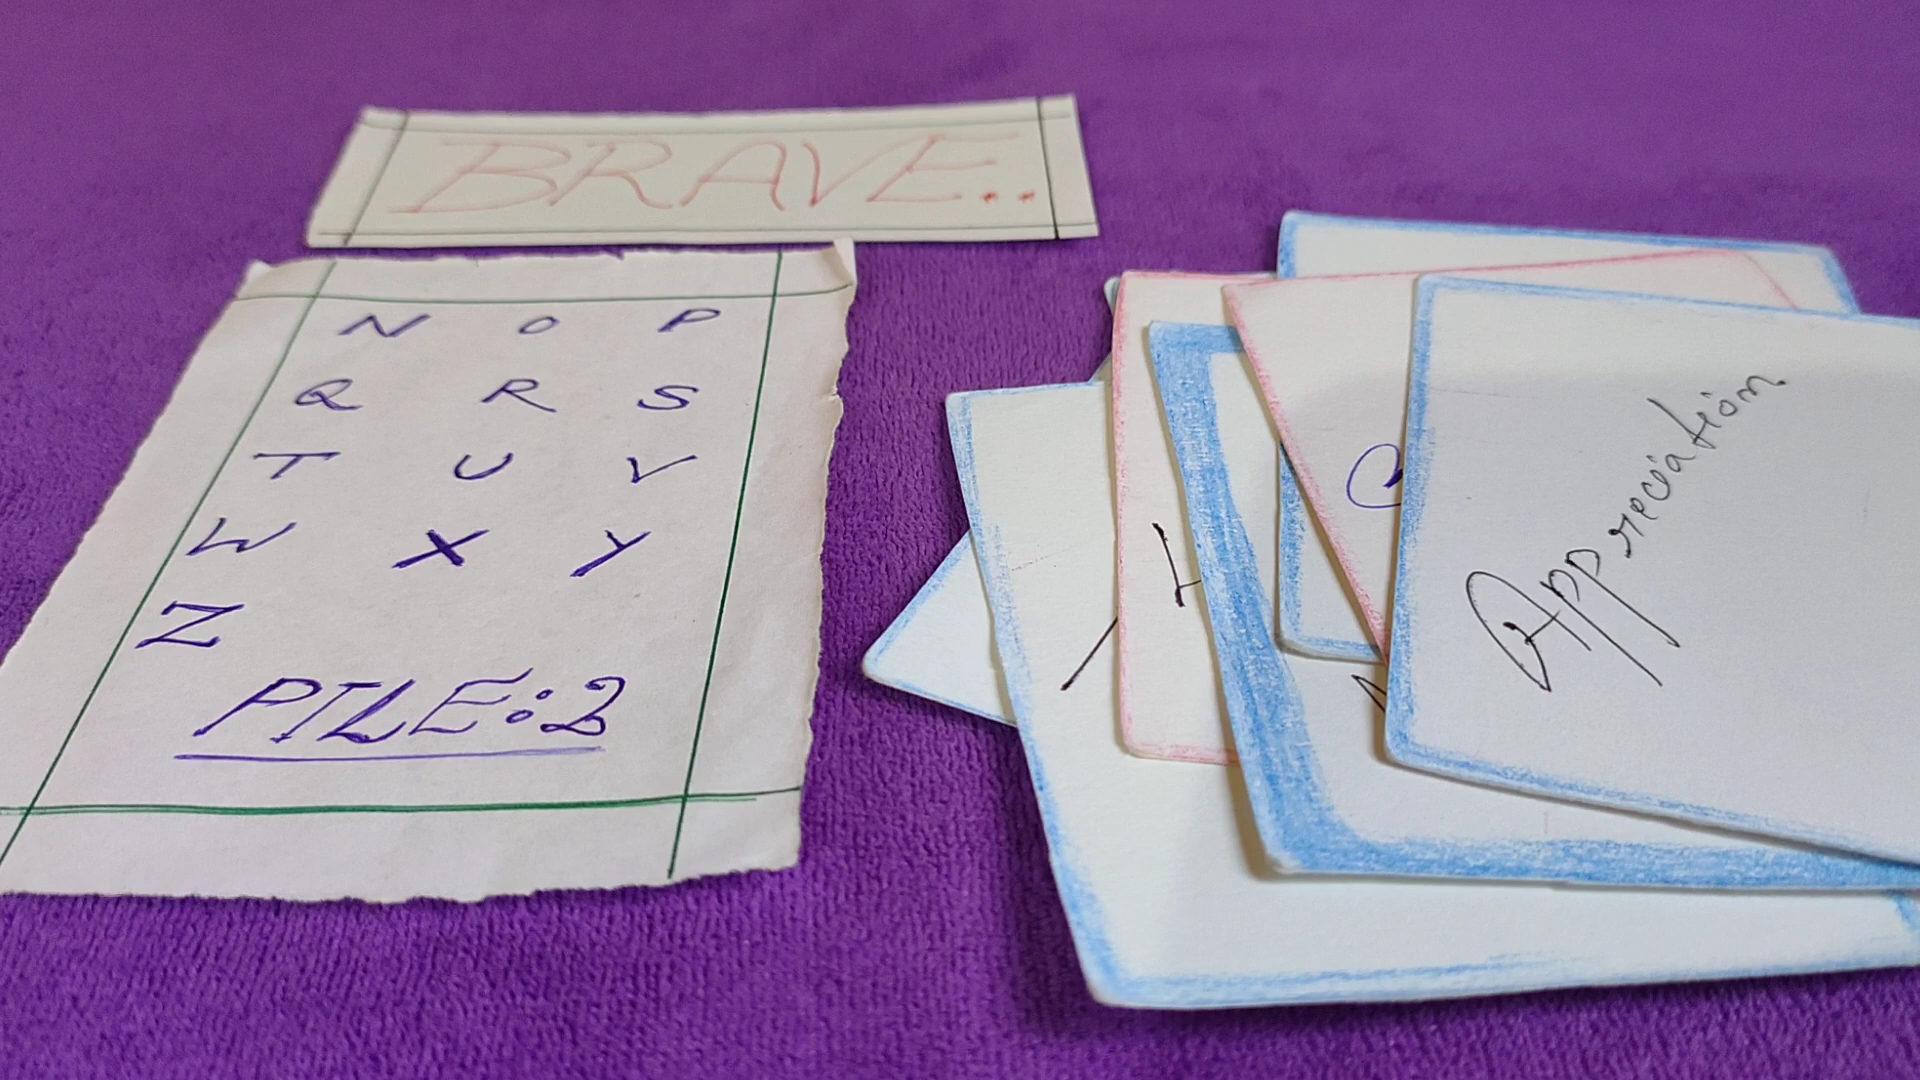 BRAVE..
N O P
Q R S
T U V
W X Y
Z
PILE:2
Appreciation